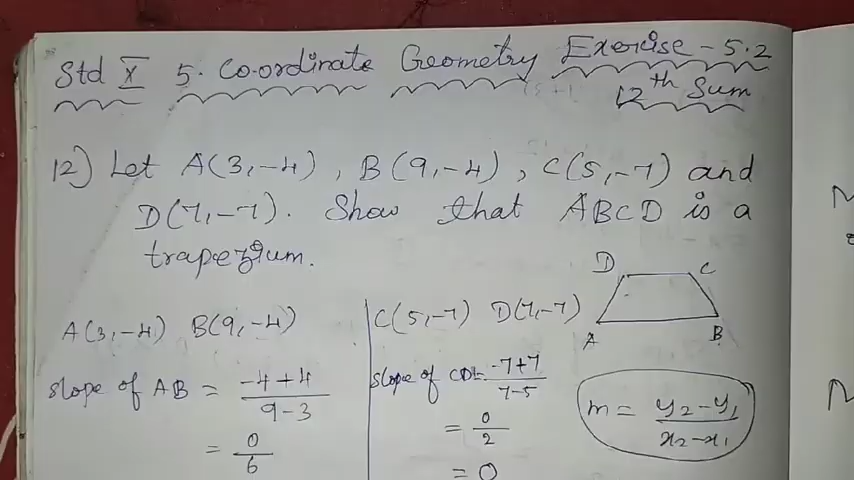 Std X 5. Co-ordinate Geometry Exercise - 5.2
12th Sum
12) Let A(3,-4), B(9,-4), C(5,-7) and
D(7,-7). Show that ABCD is a
trapezium.
D C
A B
A(3,-4) B(9,-4)
slope of AB = -4+4 / 9-3
= 0/6
C(5,-7) D(7,-7)
slope of CD = -7+7 / 7-5
= 0/2
= 0
m = y2-y1 / x2-x1